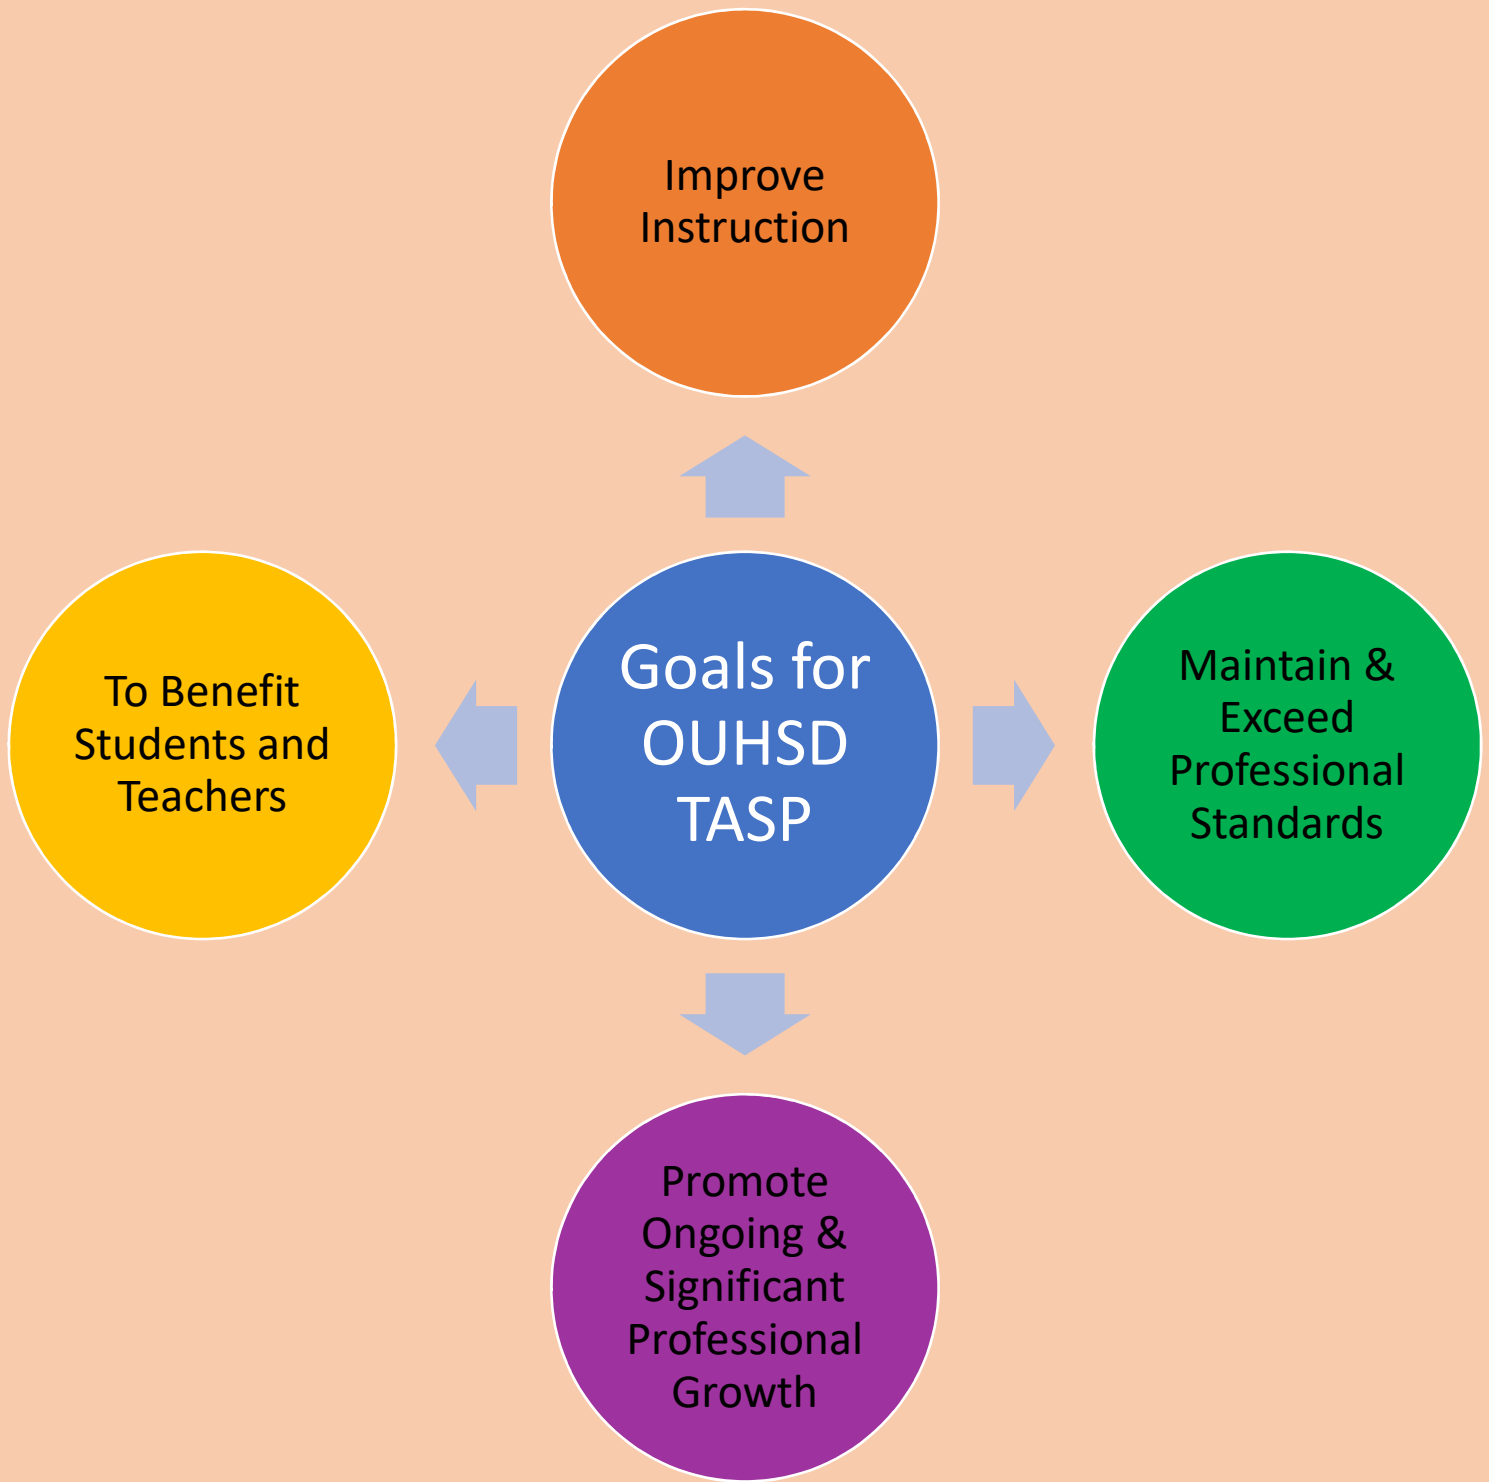 Improve
Instruction
To Benefit
Students and
Teachers
Goals for
OUHSD
TASP
Maintain &
Exceed
Professional
Standards
Promote
Ongoing &
Significant
Professional
Growth